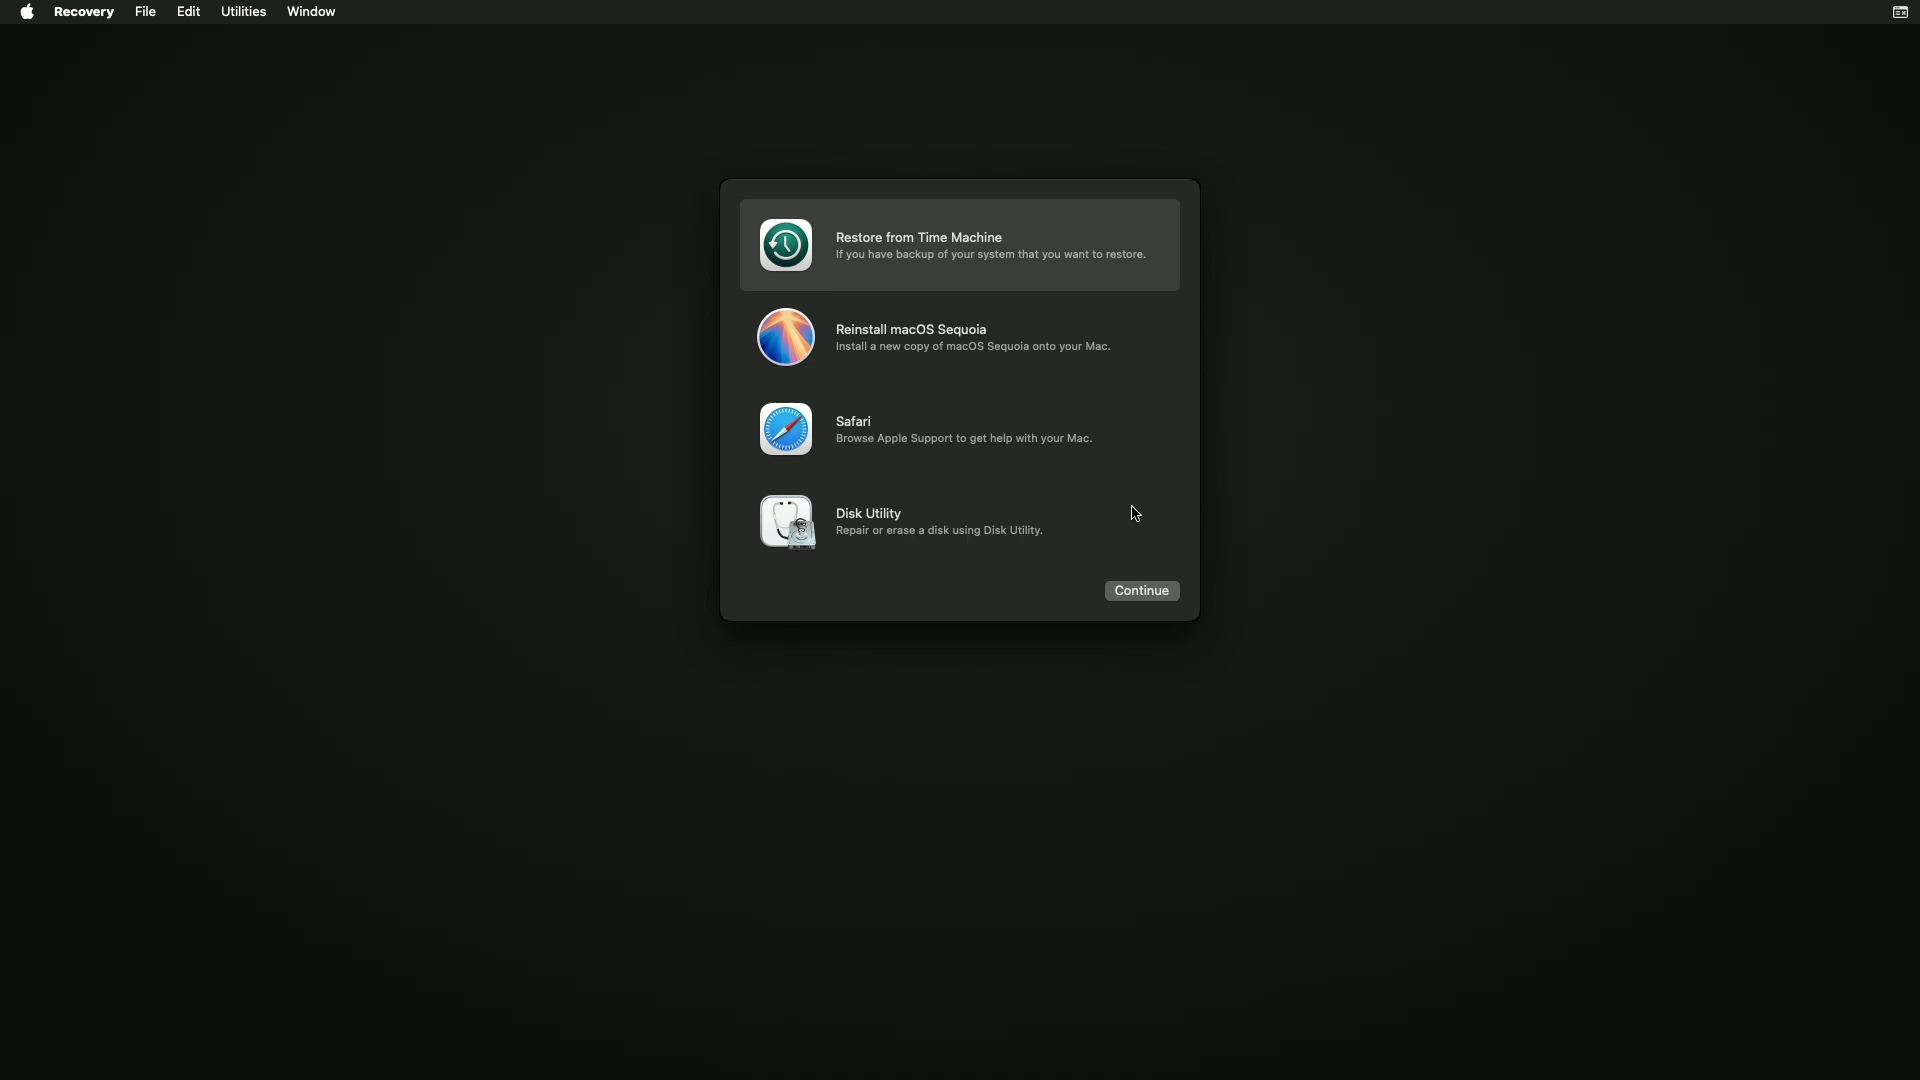 Recovery File Edit Utilities Window
Restore from Time Machine
If you have backup of your system that you want to restore.
Reinstall macOS Sequoia
Install a new copy of macOS Sequoia onto your Mac.
Safari
Browse Apple Support to get help with your Mac.
Disk Utility
Repair or erase a disk using Disk Utility.
Continue